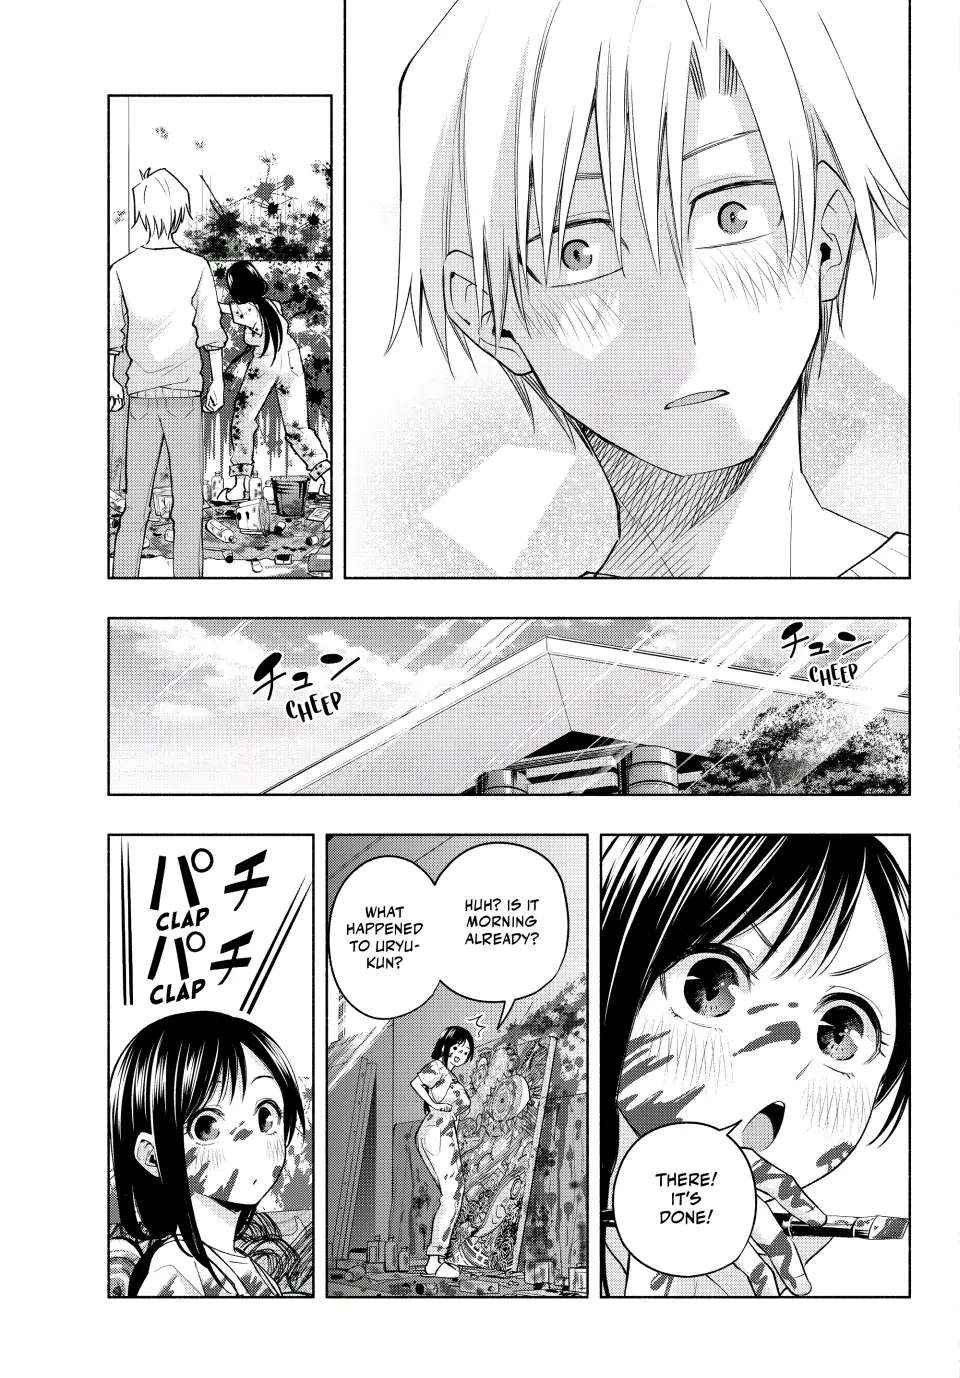 チュン
CHEEP
チュン
CHEEP
THERE!
IT'S
DONE!
HUH? IS IT
MORNING
ALREADY?
WHAT
HAPPENED
TO URYU-
KUN?
パチ
CLAP
パチ
CLAP